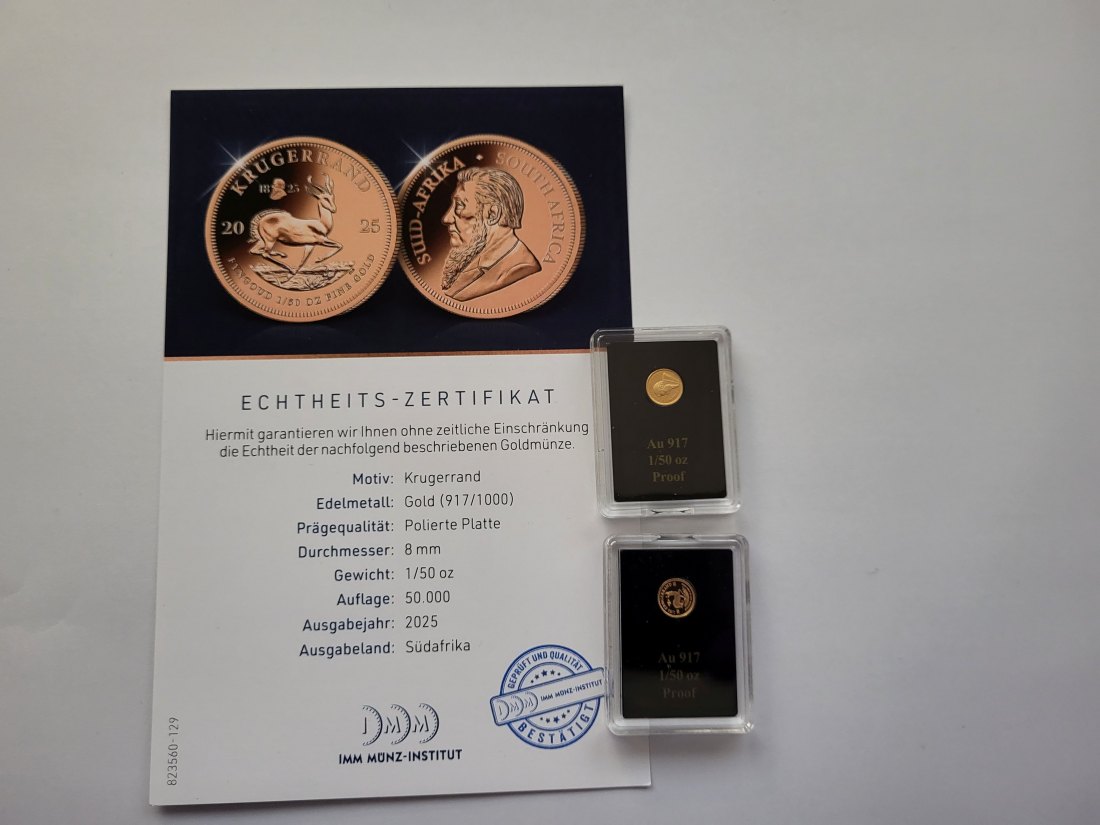 KRUGERRAND
18 25
20 25
FYNGOUD 1/50 OZ FINE GOLD
SUID-AFRIKA · SOUTH AFRICA
ECHTHEITS-ZERTIFIKAT
Hiermit garantieren wir Ihnen ohne zeitliche Einschränkung
die Echtheit der nachfolgend beschriebenen Goldmünze.
Motiv: Krugerrand
Edelmetall: Gold (917/1000)
Prägequalität: Polierte Platte
Durchmesser: 8 mm
Gewicht: 1/50 oz
Auflage: 50.000
Ausgabejahr: 2025
Ausgabeland: Südafrika
IMM
IMM MÜNZ-INSTITUT
823560-129
GEPRÜFT UND QUALITÄT
IMM IMM MÜNZ-INSTITUT
BESTÄTIGT
Au 917
1/50 oz
Proof
Au 917
1/50 oz
Proof